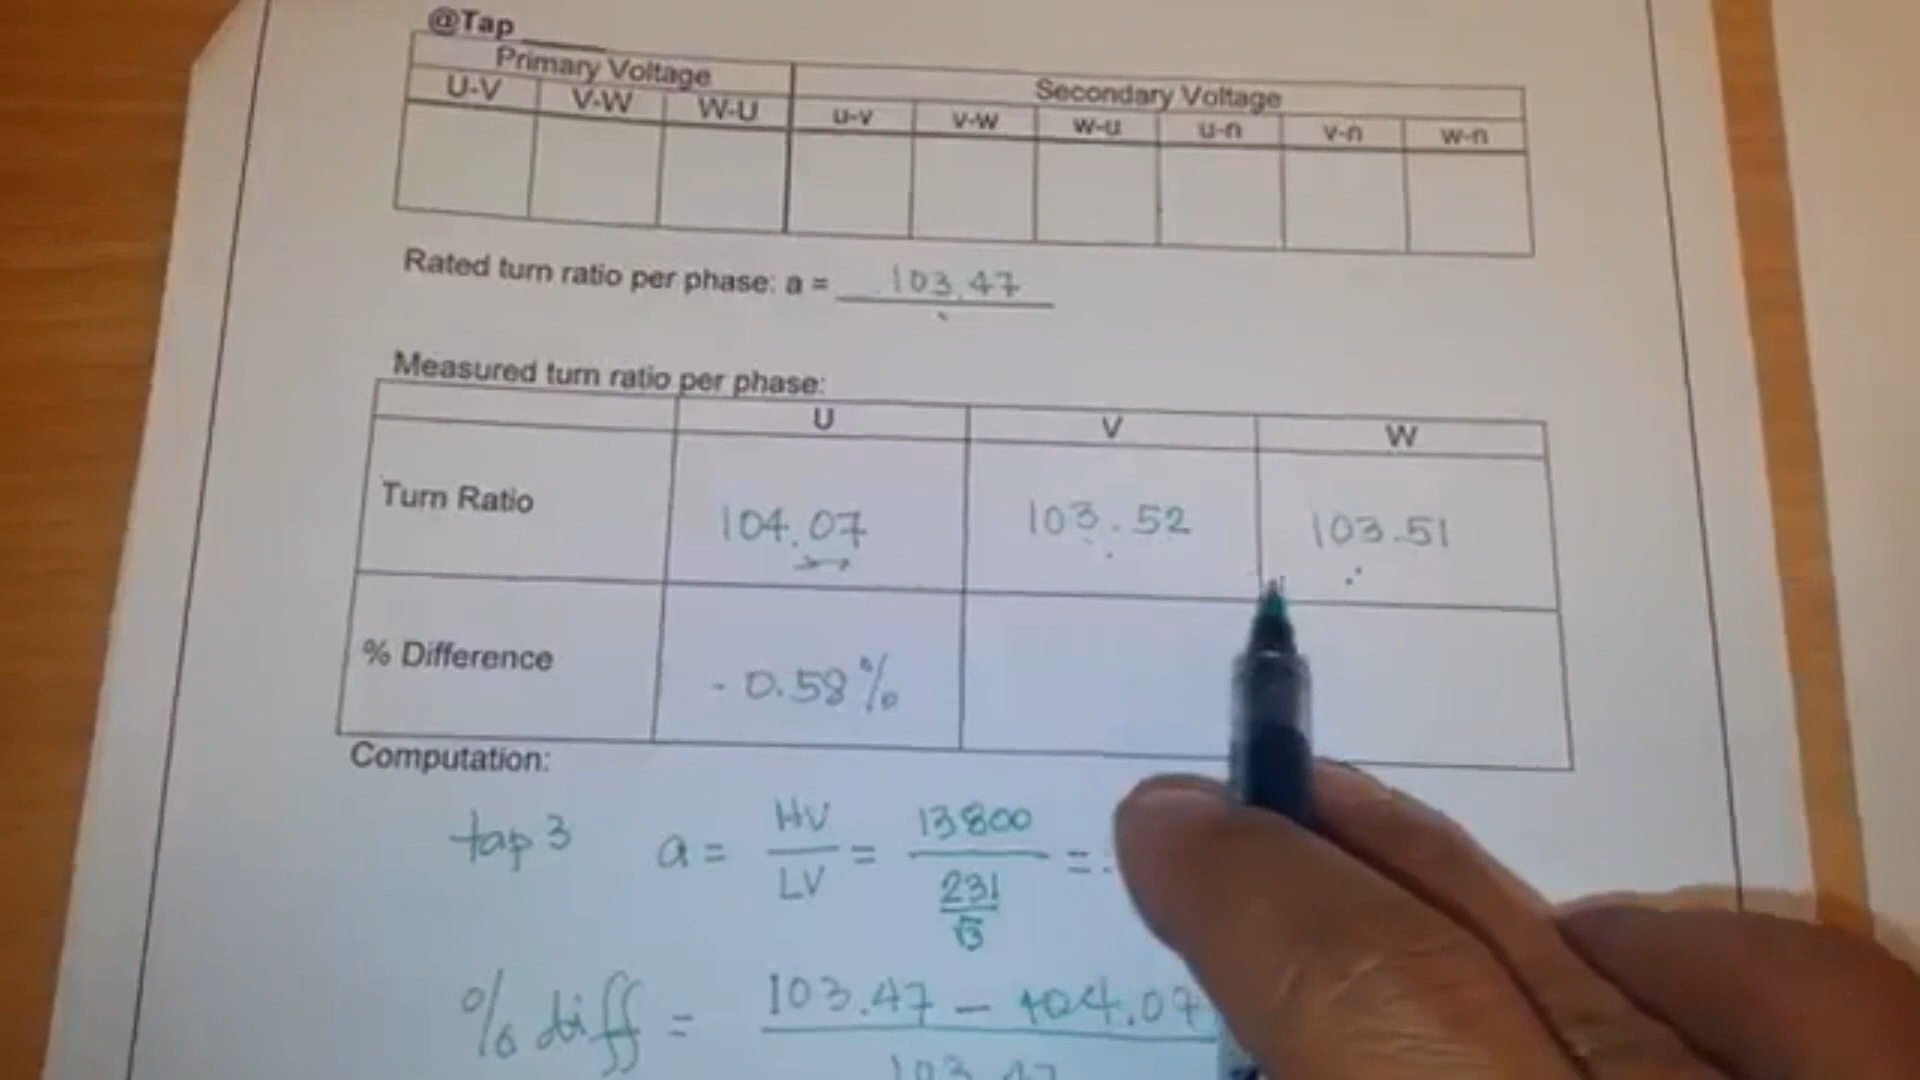 @Tap
Primary Voltage Secondary Voltage
U-V V-W W-U u-v v-w w-u u-n v-n w-n
Rated turn ratio per phase: a = 103.47
Measured turn ratio per phase:
U V W
Turn Ratio 104.07 103.52 103.51
% Difference - 0.58%
Computation:
tap 3 a = HV / LV = 13800 / 231/√3 =
% diff = 103.47 - 104.07
103.47